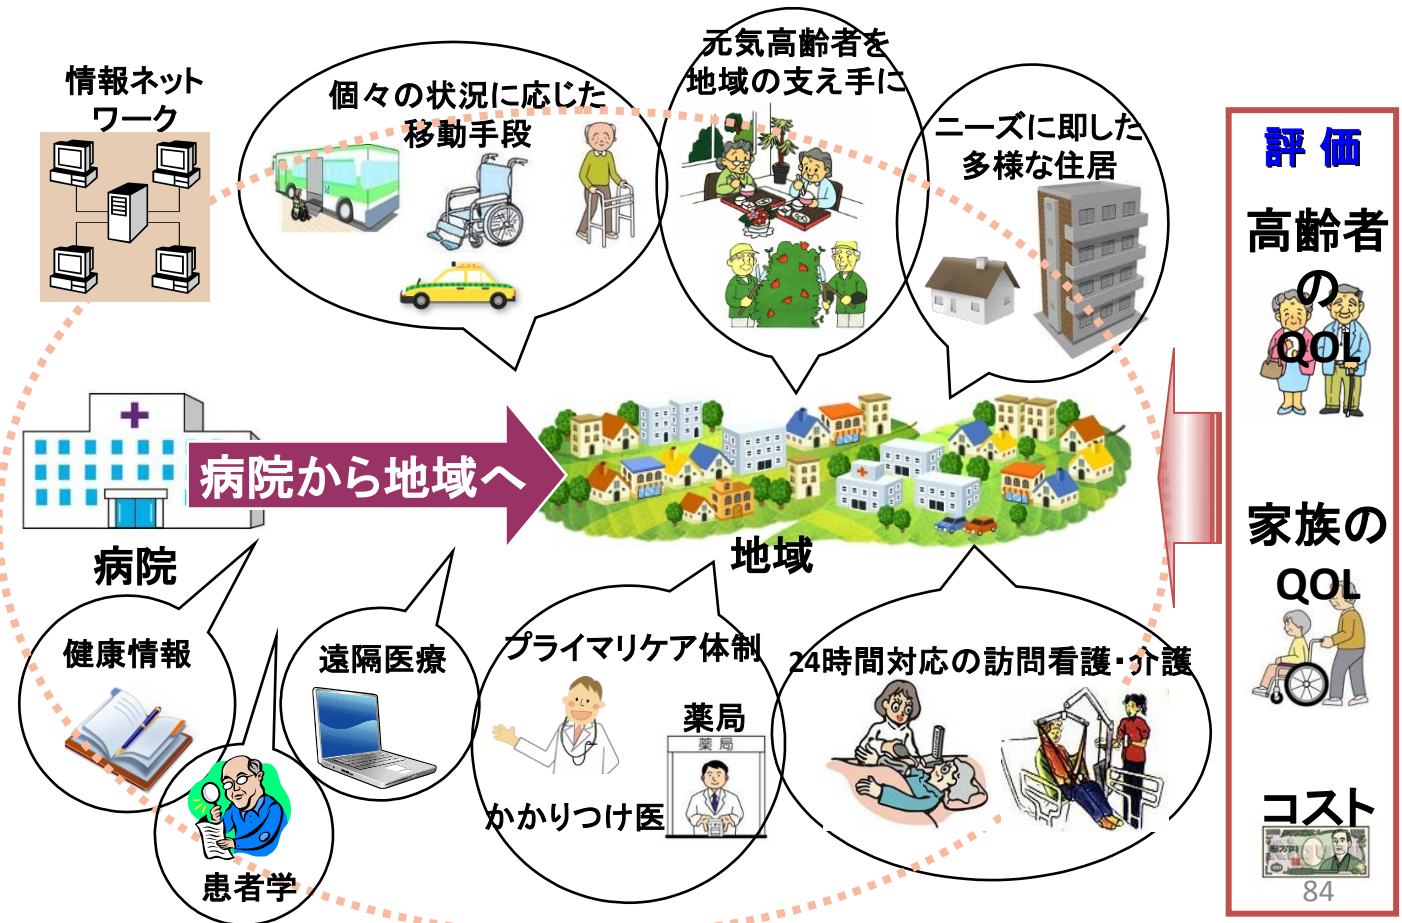 情報ネット
ワーク
個々の状況に応じた
移動手段
元気高齢者を
地域の支え手に
ニーズに即した
多様な住居
病院から地域へ
病院
地域
健康情報
患者学
遠隔医療
プライマリケア体制
薬局
薬局
かかりつけ医
24時間対応の訪問看護・介護
評価
高齢者
の
QOL
家族の
QOL
コスト
84